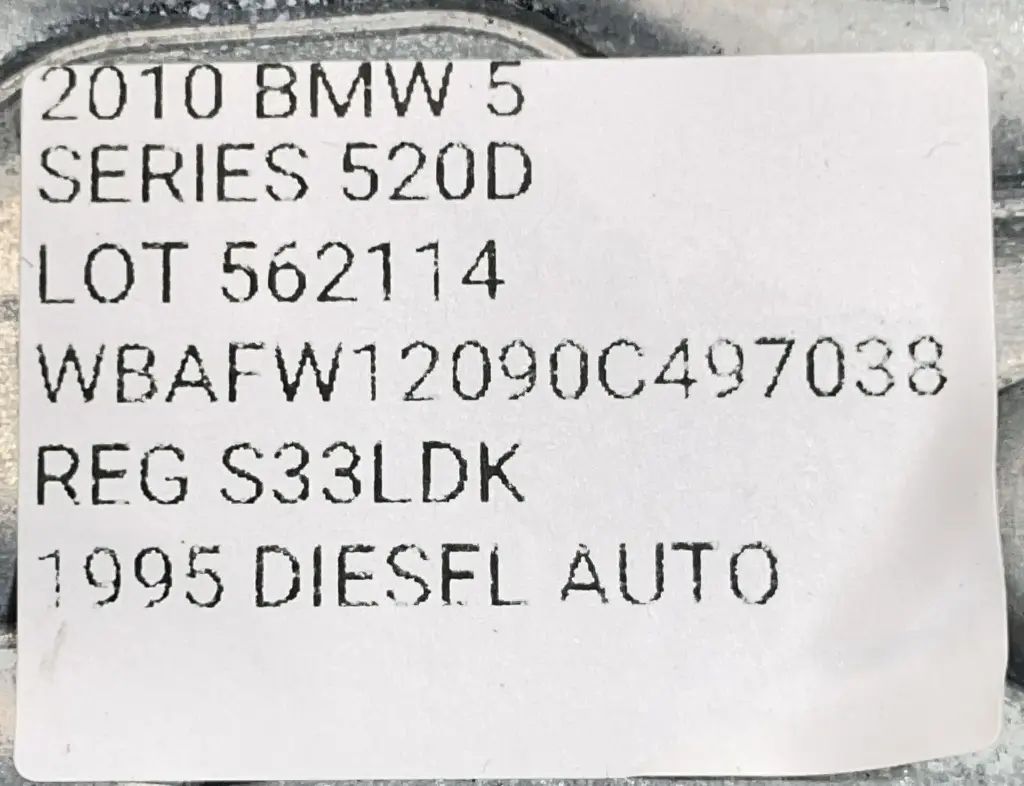 2010 BMW 5
SERIES 520D
LOT 562114
WBAFW12090C497038
REG S33LDK
1995 DIESEL AUTO